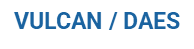 VULCAN / DAES